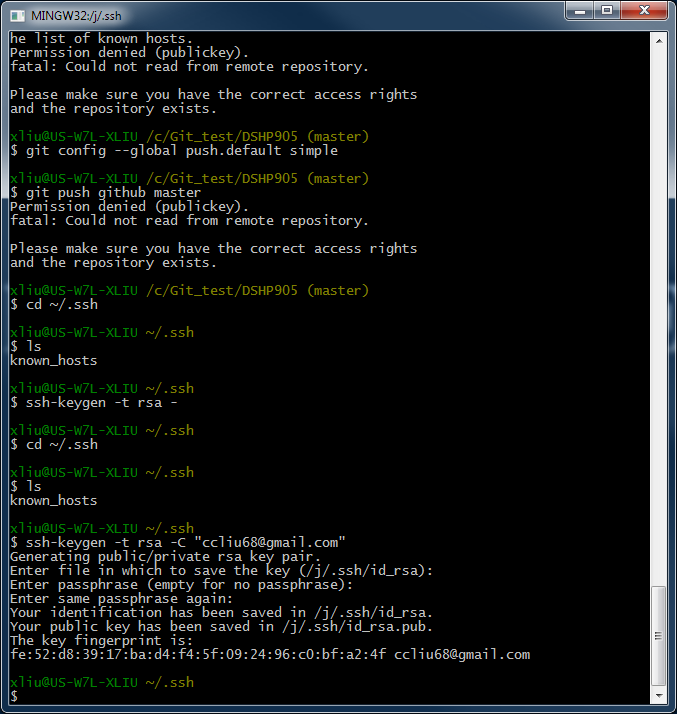 MINGW32:/j/.ssh
he list of known hosts.
Permission denied (publickey).
fatal: Could not read from remote repository.
Please make sure you have the correct access rights
and the repository exists.
xliu@US-W7L-XLIU /c/Git_test/DSHP905 (master)
$ git config --global push.default simple
xliu@US-W7L-XLIU /c/Git_test/DSHP905 (master)
$ git push github master
Permission denied (publickey).
fatal: Could not read from remote repository.
Please make sure you have the correct access rights
and the repository exists.
xliu@US-W7L-XLIU /c/Git_test/DSHP905 (master)
$ cd ~/.ssh
xliu@US-W7L-XLIU ~/.ssh
$ ls
known_hosts
xliu@US-W7L-XLIU ~/.ssh
$ ssh-keygen -t rsa -
xliu@US-W7L-XLIU ~/.ssh
$ cd ~/.ssh
xliu@US-W7L-XLIU ~/.ssh
$ ls
known_hosts
xliu@US-W7L-XLIU ~/.ssh
$ ssh-keygen -t rsa -C "ccliu68@gmail.com"
Generating public/private rsa key pair.
Enter file in which to save the key (/j/.ssh/id_rsa):
Enter passphrase (empty for no passphrase):
Enter same passphrase again:
Your identification has been saved in /j/.ssh/id_rsa.
Your public key has been saved in /j/.ssh/id_rsa.pub.
The key fingerprint is:
fe:52:d8:39:17:ba:d4:f4:5f:09:24:96:c0:bf:a2:4f ccliu68@gmail.com
xliu@US-W7L-XLIU ~/.ssh
$